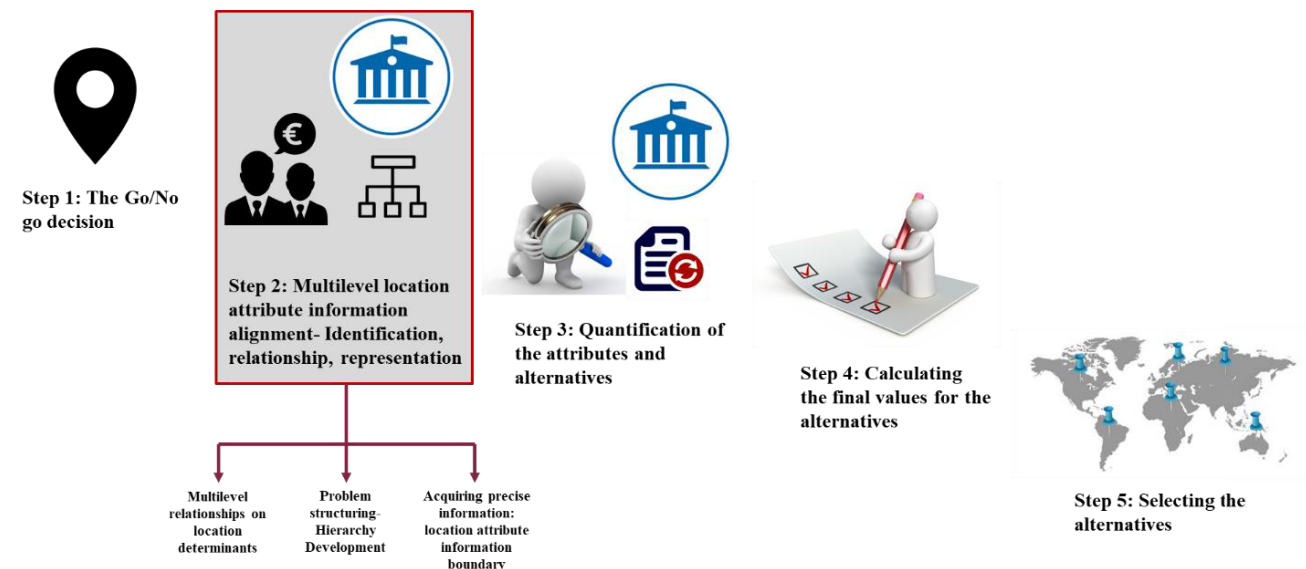 Step 1: The Go/No
go decision
€
Step 2: Multilevel location
attribute information
alignment- Identification,
relationship, representation
Step 3: Quantification of
the attributes and
alternatives
Step 4: Calculating
the final values for the
alternatives
Step 5: Selecting the
alternatives
Multilevel
relationships on
location
determinants
Problem
structuring-
Hierarchy
Development
Acquiring precise
information:
location attribute
information
boundary